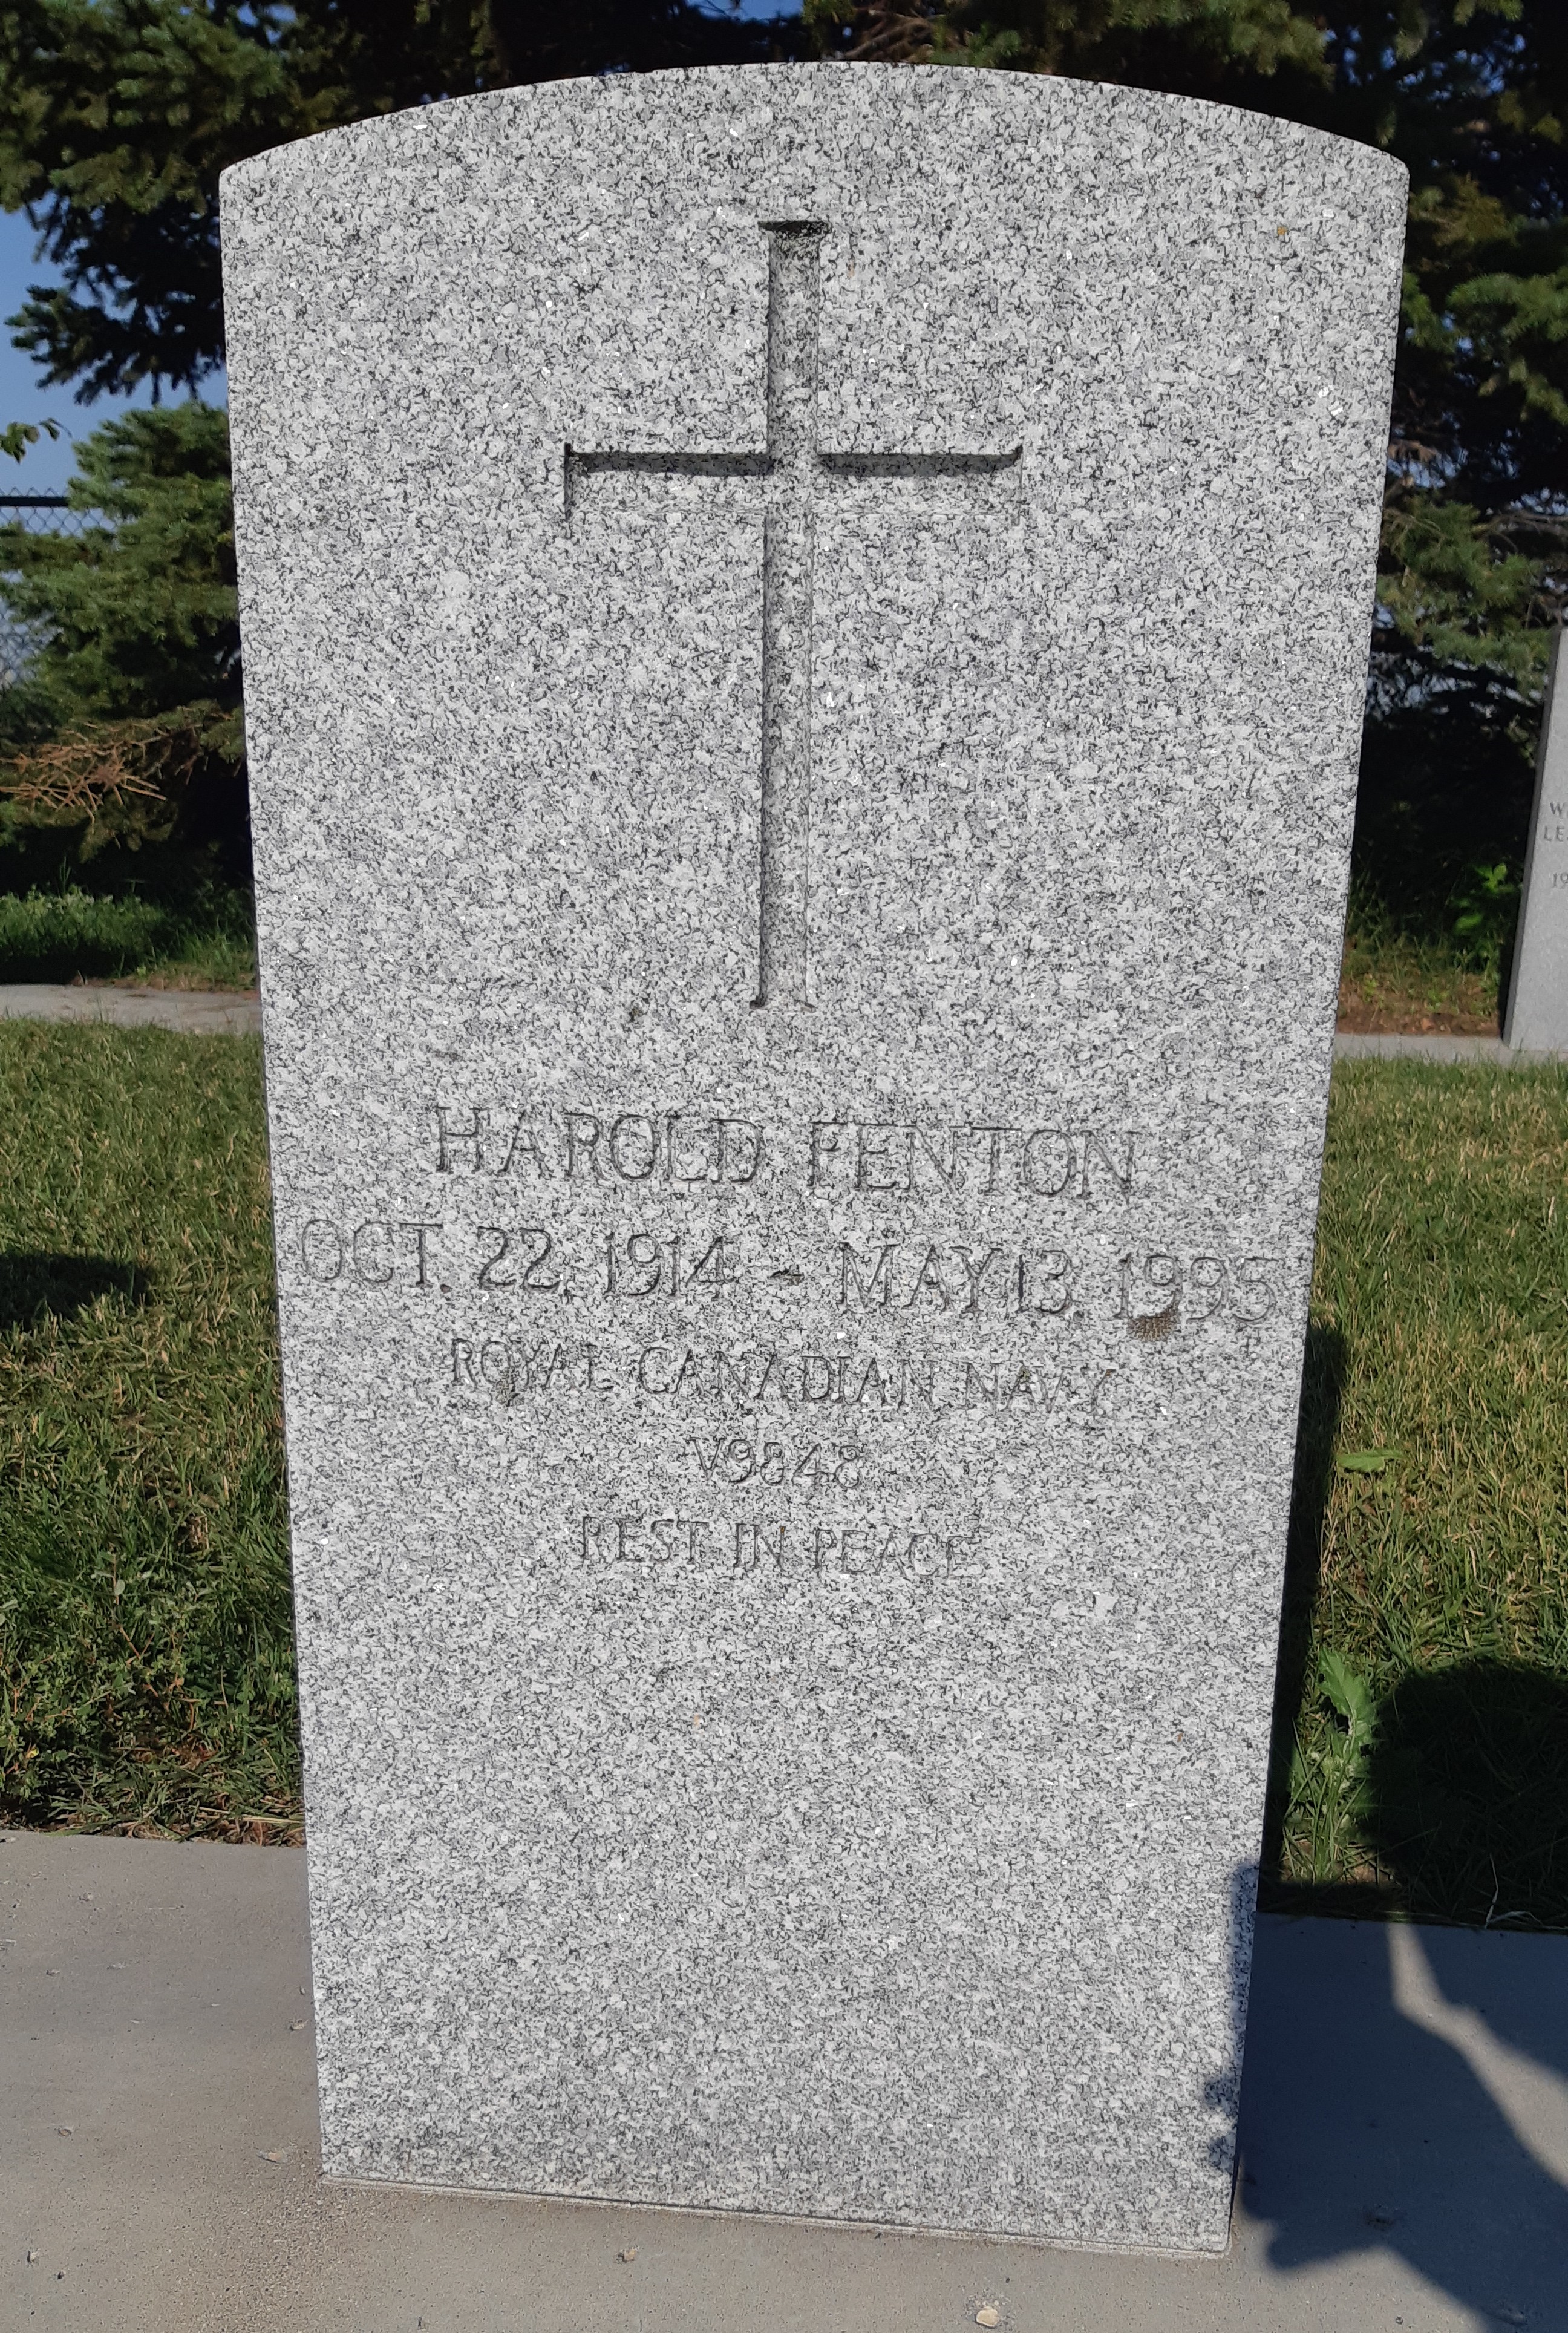 HAROLD FENTON
OCT. 22, 1914 - MAY 13, 1995
ROYAL CANADIAN NAVY
V9848
REST IN PEACE